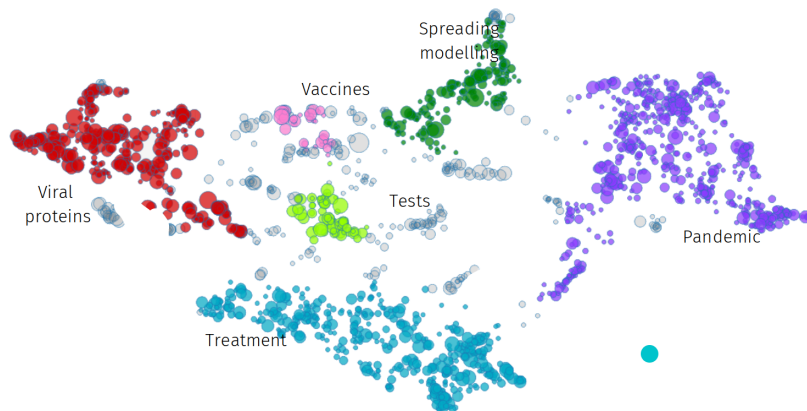 Spreading
modelling
Vaccines
Viral
proteins
Tests
Pandemic
Treatment